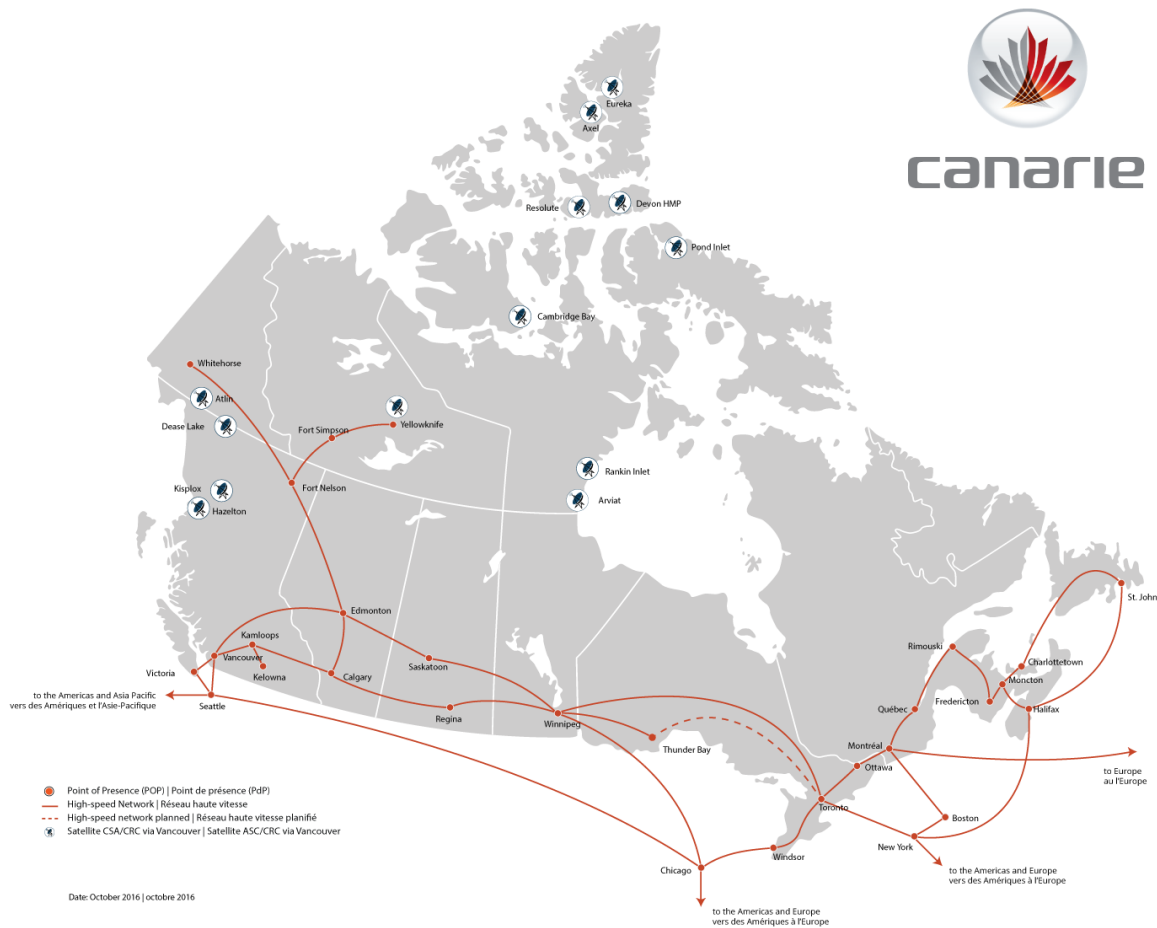 canarie
Eureka
Axel
Resolute
Devon HMP
Pond Inlet
Cambridge Bay
Whitehorse
Atlin
Dease Lake
Fort Simpson
Yellowknife
Rankin Inlet
Fort Nelson
Kisplox
Arviat
Hazelton
St. John
Edmonton
Kamloops
Rimouski
Vancouver
Charlottetown
Saskatoon
Victoria
Kelowna
Calgary
Moncton
to the Americas and Asia Pacific
vers des Amériques et l'Asie-Pacifique
Seattle
Fredericton
Québec
Halifax
Regina
Winnipeg
Thunder Bay
Montréal
Ottawa
to Europe
au l'Europe
Point of Presence (POP) | Point de présence (PdP)
High-speed Network | Réseau haute vitesse
High-speed network planned | Réseau haute vitesse planifié
Satellite CSA/CRC via Vancouver | Satellite ASC/CRC via Vancouver
Toronto
Boston
New York
Windsor
Chicago
to the Americas and Europe
vers des Amériques à l'Europe
Date: October 2016 | octobre 2016
to the Americas and Europe
vers des Amériques à l'Europe